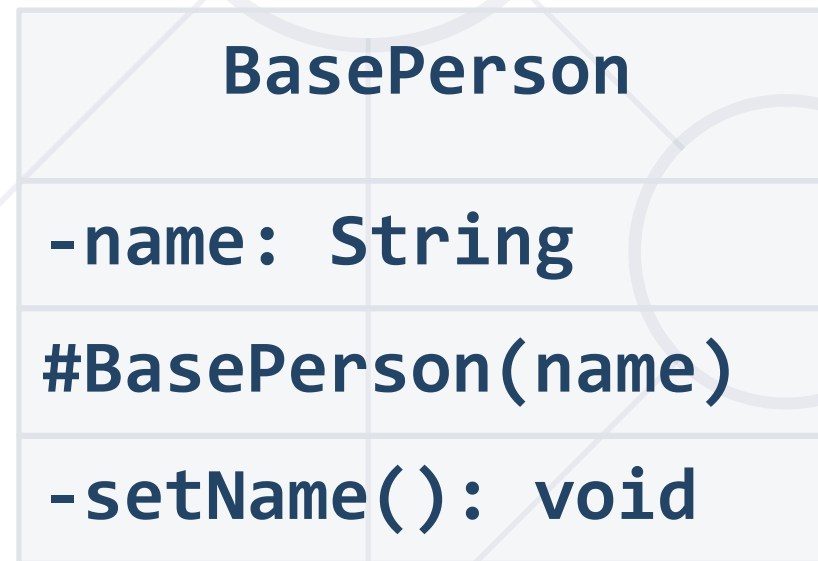 BasePerson
-name: String
#BasePerson(name)
-setName(): void